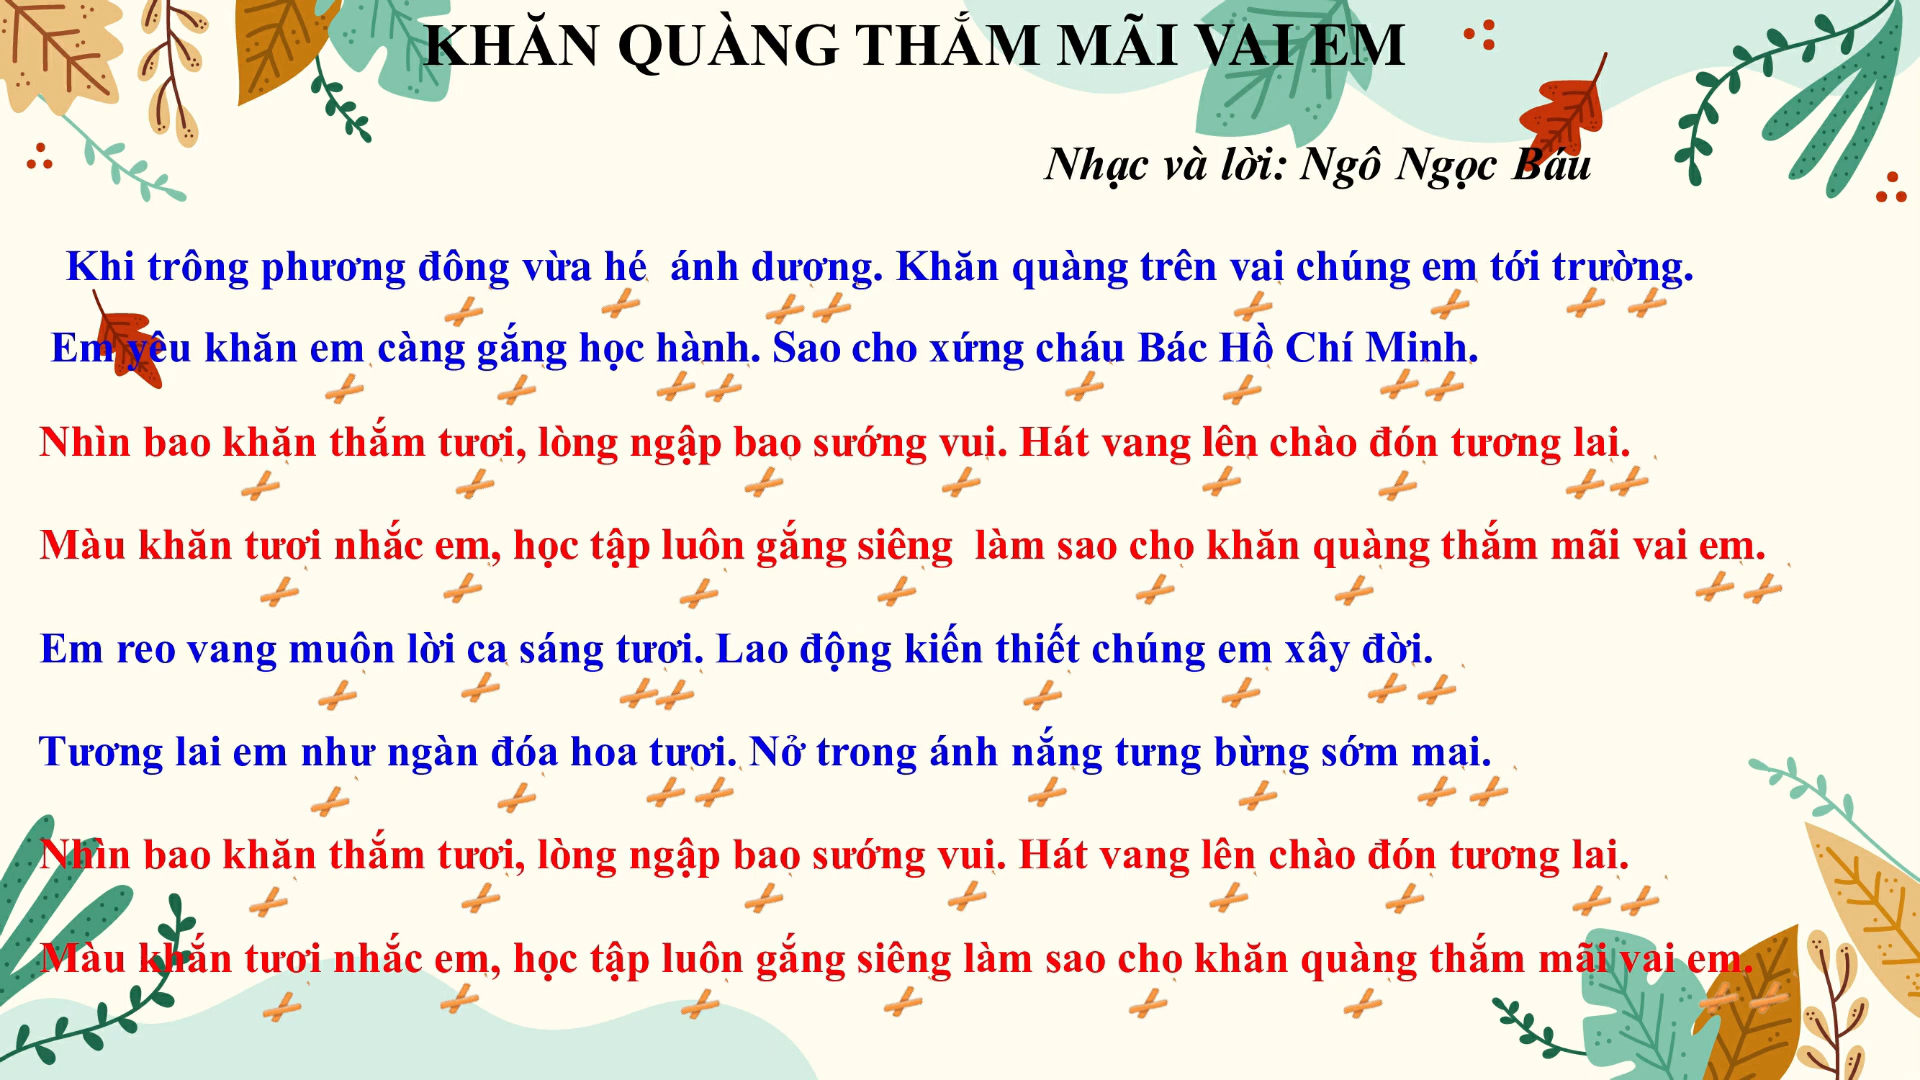 KHĂN QUÀNG THẮM MÃI VAI EM
Nhạc và lời: Ngô Ngọc Báu
Khi trông phương đông vừa hé ánh dương. Khăn quàng trên vai chúng em tới trường.
Em yêu khăn em càng gắng học hành. Sao cho xứng cháu Bác Hồ Chí Minh.
Nhìn bao khăn thắm tươi, lòng ngập bao sướng vui. Hát vang lên chào đón tương lai.
Màu khăn tươi nhắc em, học tập luôn gắng siêng làm sao cho khăn quàng thắm mãi vai em.
Em reo vang muôn lời ca sáng tươi. Lao động kiến thiết chúng em xây đời.
Tương lai em như ngàn đóa hoa tươi. Nở trong ánh nắng tưng bừng sớm mai.
Nhìn bao khăn thắm tươi, lòng ngập bao sướng vui. Hát vang lên chào đón tương lai.
Màu khắn tươi nhắc em, học tập luôn gắng siêng làm sao cho khăn quàng thắm mãi vai em.